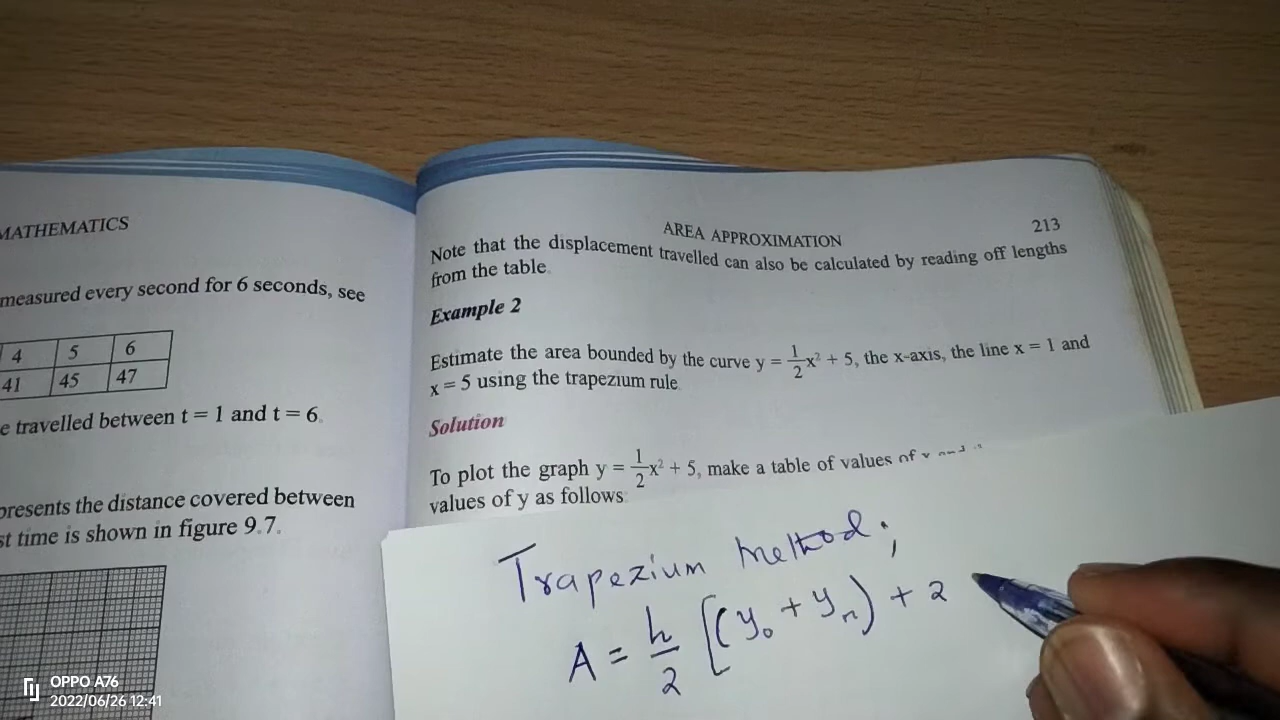 MATHEMATICS
measured every second for 6 seconds, see
4 5 6
41 45 47
travelled between t = 1 and t = 6.
presents the distance covered between
time is shown in figure 9.7.
AREA APPROXIMATION 213
Note that the displacement travelled can also be calculated by reading off lengths
from the table.
Example 2
Estimate the area bounded by the curve y = 1/2 x² + 5, the x-axis, the line x = 1 and
x = 5 using the trapezium rule.
Solution
To plot the graph y = 1/2 x² + 5, make a table of values of
values of y as follows
Trapezium Method;
A = h/2 [(y₀ + yₙ) + 2
OPPO A76
2022/06/26 12:41